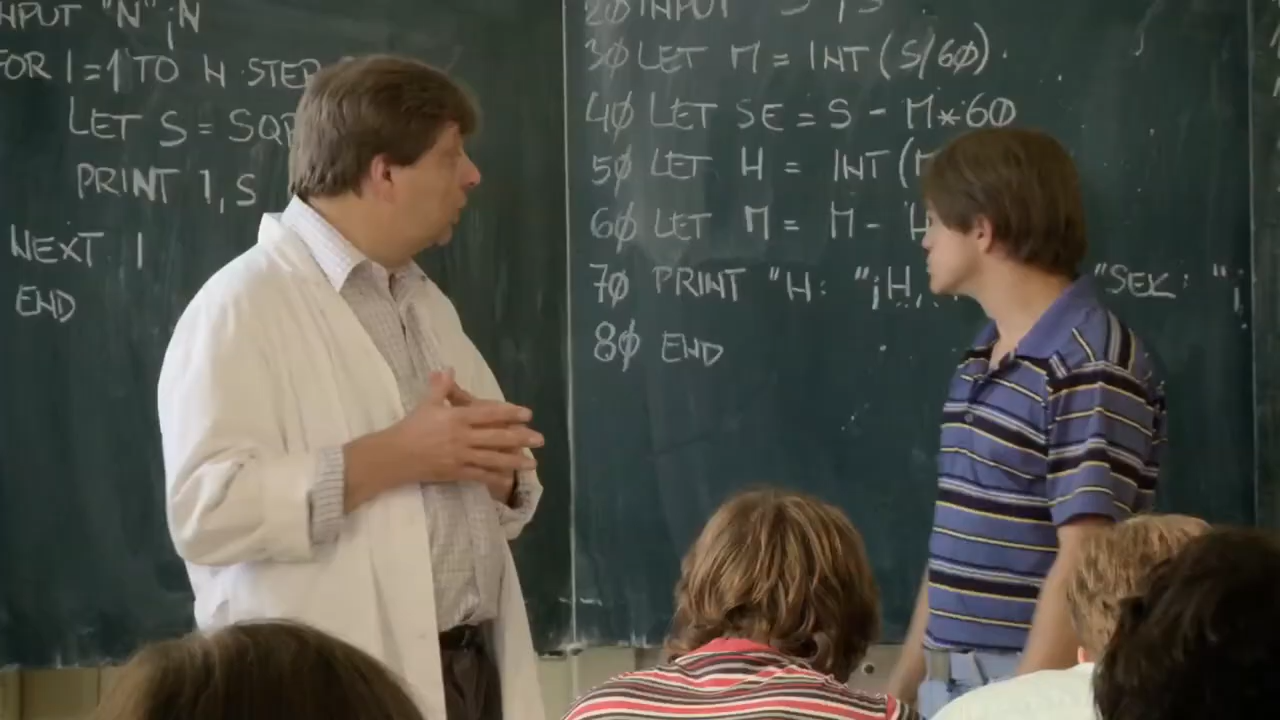 INPUT "N";N
FOR I=1 TO N STEP
LET S = SQR
PRINT I,S
NEXT I
END
20 INPUT "S";S
30 LET M = INT (S/60)
40 LET SE = S - M*60
50 LET H = INT (M
60 LET M = M - H
70 PRINT "H: ";H, "SEK: ";
80 END